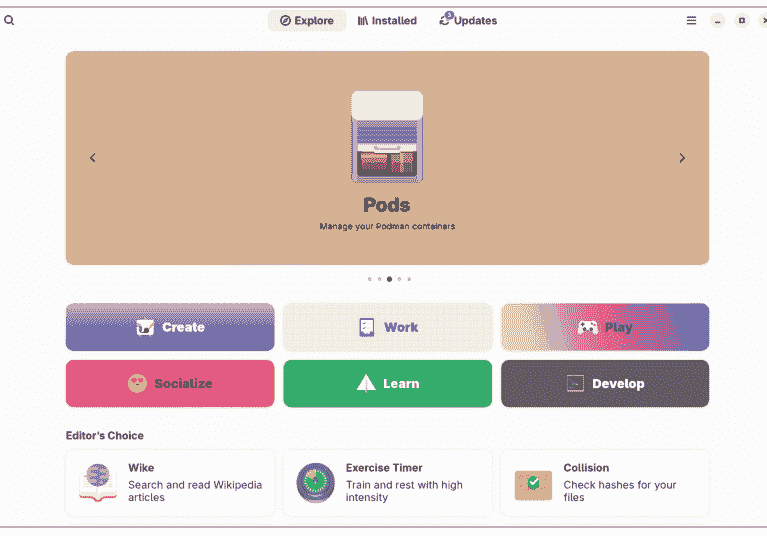 Explore Installed Updates
Pods
Manage your Podman containers
Create Work Play
Socialize Learn Develop
Editor's Choice
Wike
Search and read Wikipedia
articles
Exercise Timer
Train and rest with high
intensity
Collision
Check hashes for your
files